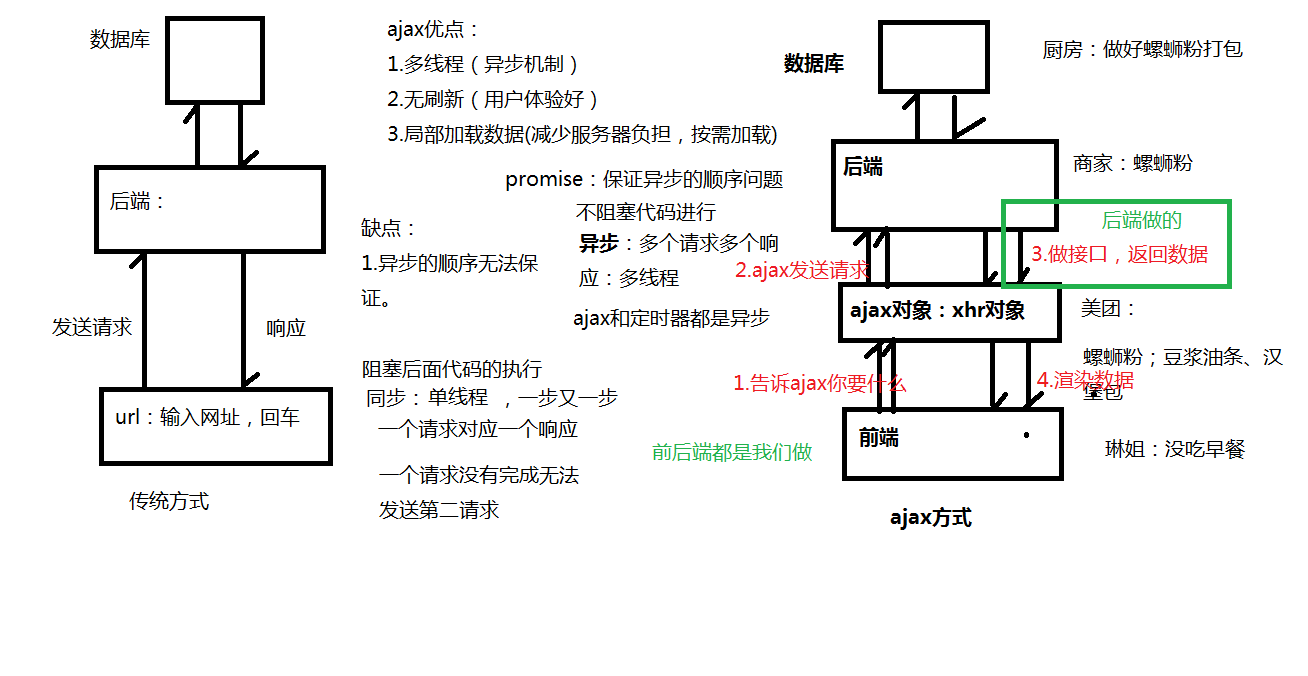 数据库
后端：
发送请求
响应
url：输入网址，回车
传统方式
ajax优点：
1.多线程（异步机制）
2.无刷新（用户体验好）
3.局部加载数据(减少服务器负担，按需加载)
promise：保证异步的顺序问题
不阻塞代码进行
缺点：
1.异步的顺序无法保
证。
异步：多个请求多个响
应：多线程
ajax和定时器都是异步
阻塞后面代码的执行
同步：单线程 ，一步又一步
一个请求对应一个响应
一个请求没有完成无法
发送第二请求
数据库
厨房：做好螺蛳粉打包
后端
商家：螺蛳粉
后端做的
3.做接口，返回数据
2.ajax发送请求
ajax对象：xhr对象
美团：
螺蛳粉；豆浆油条、汉
堡包
1.告诉ajax你要什么
4.渲染数据
前端
前后端都是我们做
琳姐：没吃早餐
ajax方式